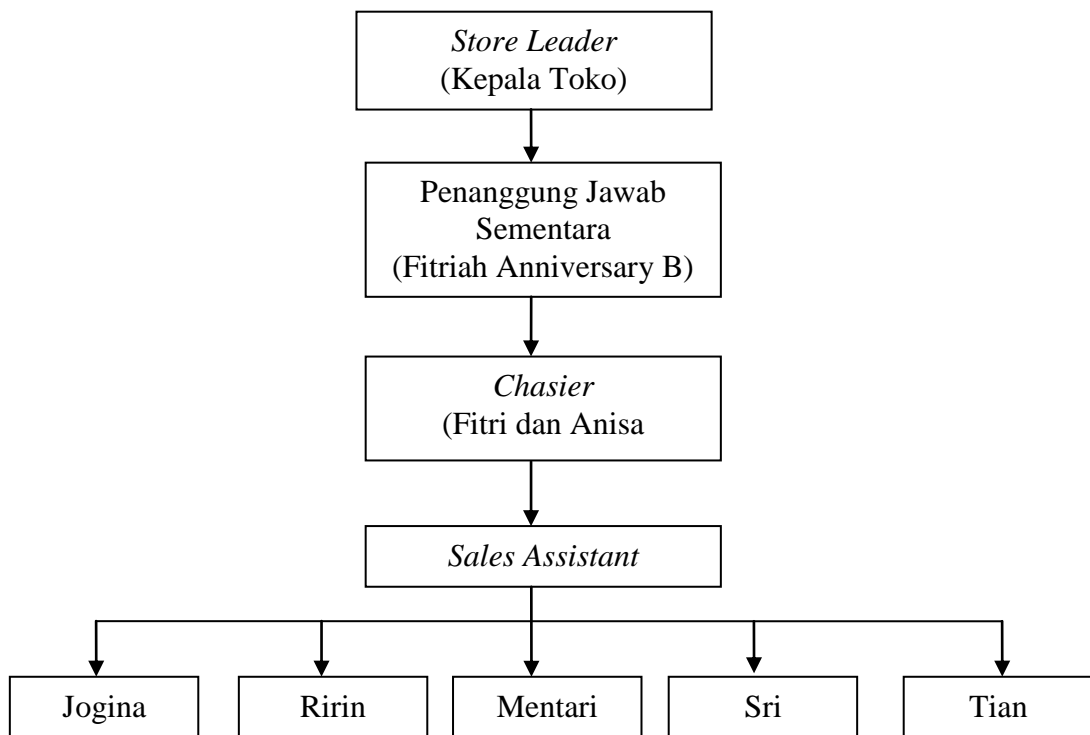 Store Leader
(Kepala Toko)
Penanggung Jawab
Sementara
(Fitriah Anniversary B)
Chasier
(Fitri dan Anisa
Sales Assistant
Jogina
Ririn
Mentari
Sri
Tian